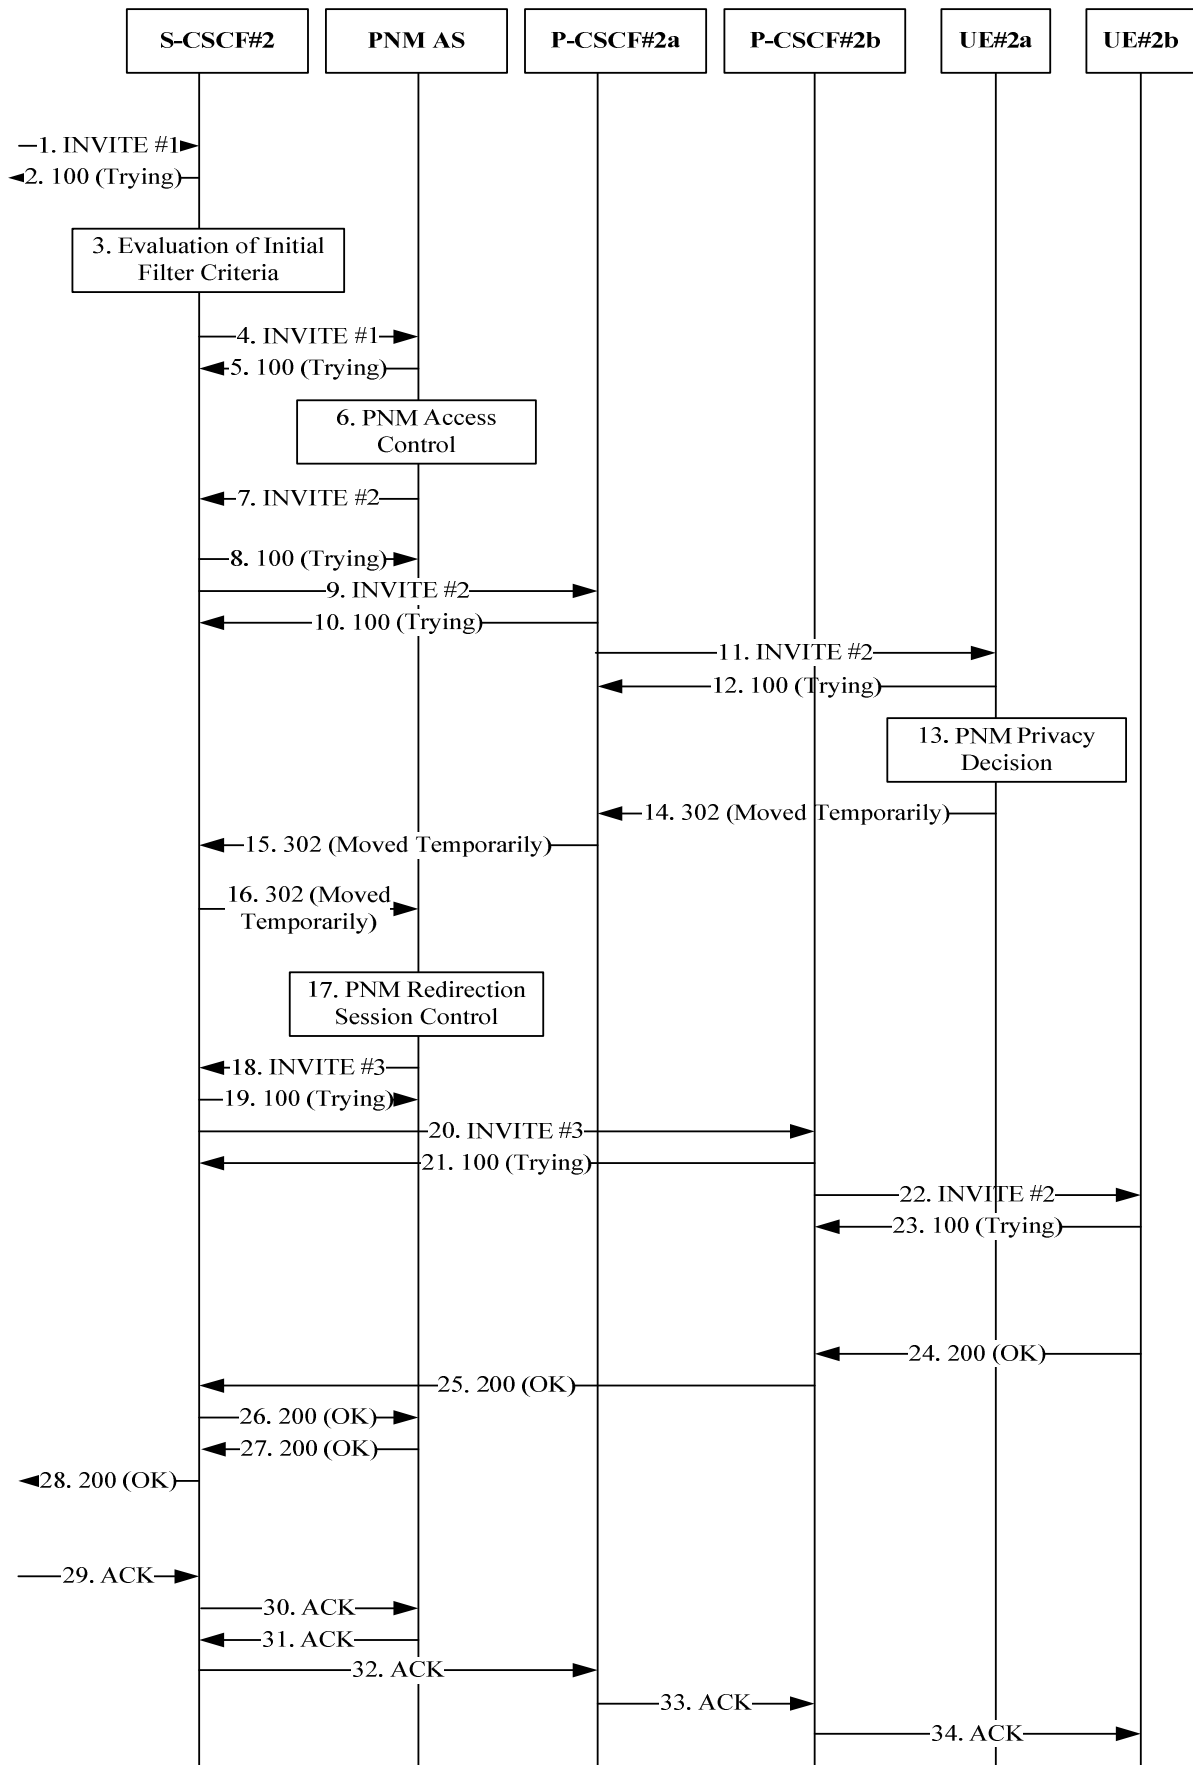 S-CSCF#2
PNM AS
P-CSCF#2a
P-CSCF#2b
UE#2a
UE#2b
1. INVITE #1
2. 100 (Trying)
3. Evaluation of Initial
Filter Criteria
4. INVITE #1
5. 100 (Trying)
6. PNM Access
Control
7. INVITE #2
8. 100 (Trying)
9. INVITE #2
10. 100 (Trying)
11. INVITE #2
12. 100 (Trying)
13. PNM Privacy
Decision
14. 302 (Moved Temporarily)
15. 302 (Moved Temporarily)
16. 302 (Moved
Temporarily)
17. PNM Redirection
Session Control
18. INVITE #3
19. 100 (Trying)
20. INVITE #3
21. 100 (Trying)
22. INVITE #2
23. 100 (Trying)
24. 200 (OK)
25. 200 (OK)
26. 200 (OK)
27. 200 (OK)
28. 200 (OK)
29. ACK
30. ACK
31. ACK
32. ACK
33. ACK
34. ACK